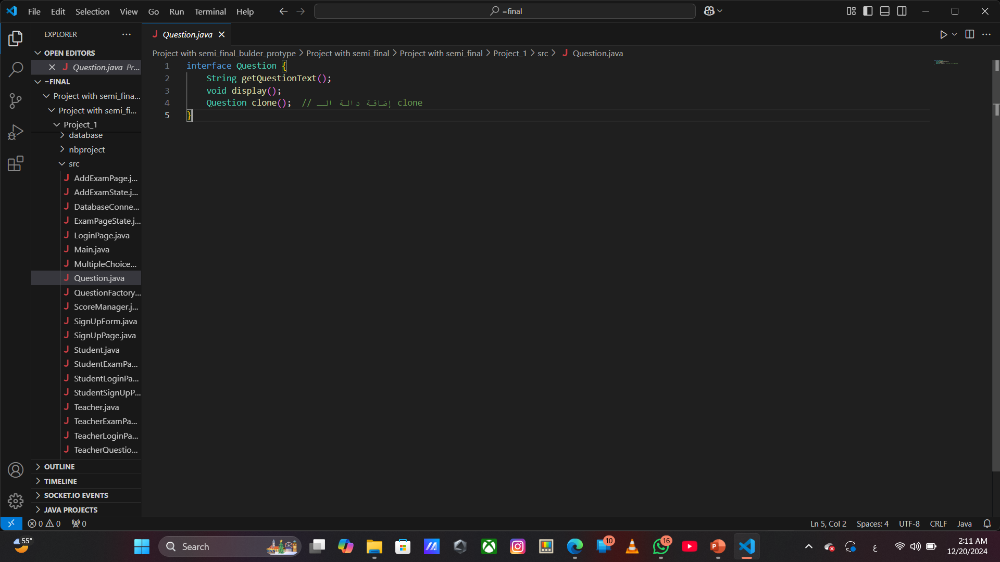 File Edit Selection View Go Run Terminal Help
=final
EXPLORER
OPEN EDITORS
Question.java Pr...
=FINAL
Project with semi_fina...
Project with semi_fi...
Project_1
database
nbproject
src
AddExamPage.j...
AddExamState.j...
DatabaseConne...
ExamPageState.j...
LoginPage.java
Main.java
MultipleChoice...
Question.java
QuestionFactory...
ScoreManager.j...
SignUpForm.java
SignUpPage.java
Student.java
StudentExamPa...
StudentLoginPa...
StudentSignUpP...
Teacher.java
TeacherExamPa...
TeacherLoginPa...
TeacherQuestio...
OUTLINE
TIMELINE
SOCKET.IO EVENTS
JAVA PROJECTS
Question.java
Project with semi_final_bulder_protype > Project with semi_final > Project with semi_final > Project_1 > src > Question.java
1 interface Question {
2 String getQuestionText();
3 void display();
4 Question clone(); // إضافة دالة الـ clone
5 }
0 0 0
Ln 5, Col 2 Spaces: 4 UTF-8 CRLF Java
55°
Search
10
16
ع
2:11 AM
12/20/2024